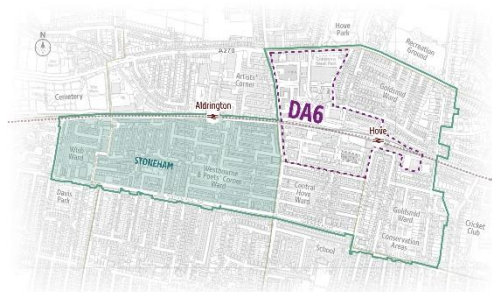 Hove
Park
N
A270
Recreation
Ground
Artists'
Corner
Goldsmid
Ward
Cemetery
Aldrington
DA6
Hove
Wish
Ward
STONEHAM
Westbourne
& Poets' Corner
Ward
Davis
Park
Central
Hove
Ward
Goldsmid
Ward
Cricket
Club
School
Conservation
Areas